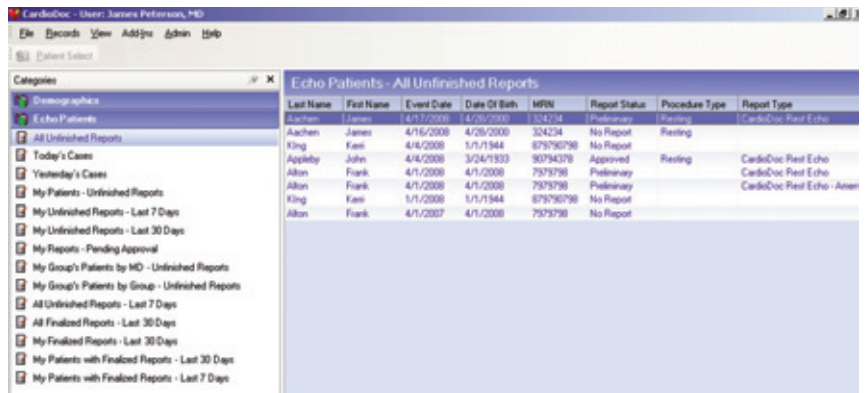 CardioDoc - User: James Peterson, MD
File Records View Add-Ins Admin Help
Patient Select
Categories
Demographics
Echo Patients
All Unfinished Reports
Today's Cases
Yesterday's Cases
My Patients - Unfinished Reports
My Unfinished Reports - Last 7 Days
My Unfinished Reports - Last 30 Days
My Reports - Pending Approval
My Group's Patients by MD - Unfinished Reports
My Group's Patients by Group - Unfinished Reports
All Unfinished Reports - Last 7 Days
All Finalized Reports - Last 30 Days
My Finalized Reports - Last 30 Days
My Patients with Finalized Reports - Last 30 Days
My Patients with Finalized Reports - Last 7 Days
Echo Patients - All Unfinished Reports
Last Name First Name Event Date Date Of Birth MRN Report Status Procedure Type Report Type
Aachen James 4/17/2008 4/28/2000 324234 Preliminary Resting CardioDoc Rest Echo
Aachen James 4/16/2008 4/28/2000 324234 No Report Resting
King Kerri 4/4/2008 1/1/1944 879790798 No Report
Appleby John 4/4/2008 3/24/1933 90794378 Approved Resting CardioDoc Rest Echo
Alton Frank 4/1/2008 4/1/2000 7979798 Preliminary CardioDoc Rest Echo
Alton Frank 4/1/2008 4/1/2000 7979798 Preliminary CardioDoc Rest Echo - Amen
King Kerri 1/1/2008 1/1/1944 879790798 No Report
Alton Frank 4/1/2007 4/1/2000 7979798 No Report